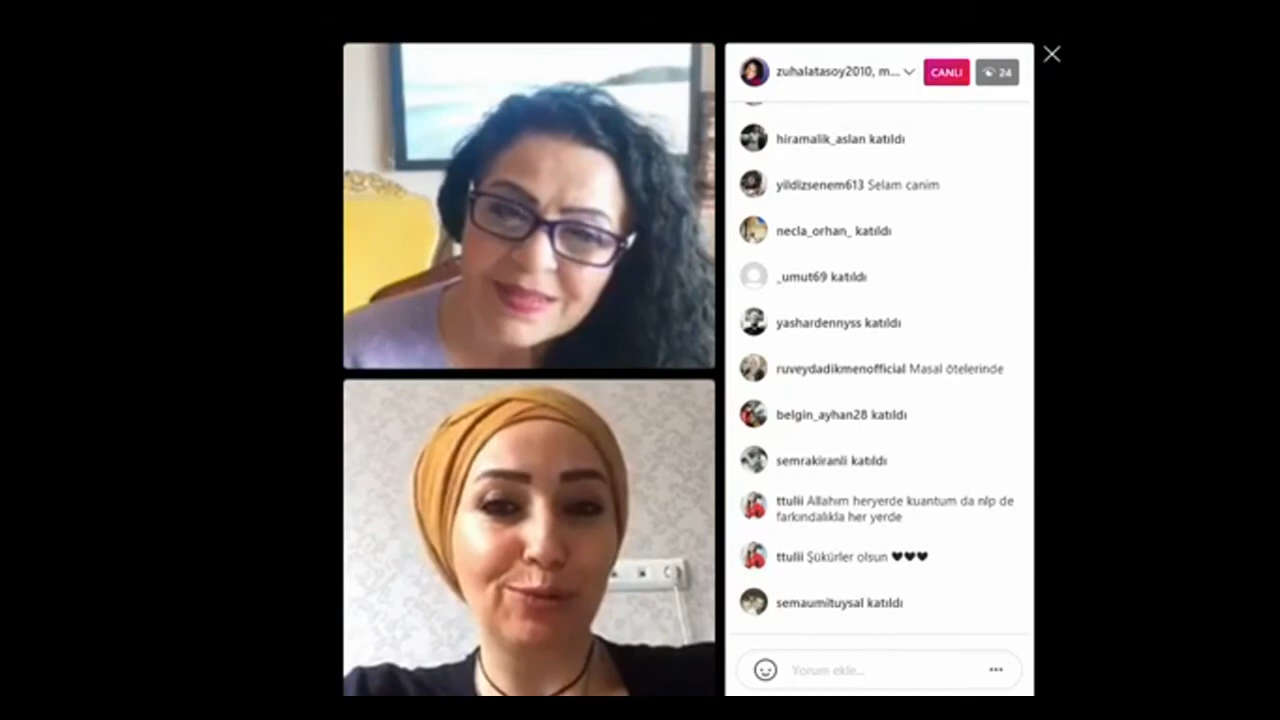 zuhalatasoy2010, m...
CANLI
24
hiramalik_aslan katıldı
yildizsenem613 Selam canim
necla_orhan_ katıldı
_umut69 katıldı
yashardennyss katıldı
ruveydadikmenofficial Masal ötelerinde
belgin_ayhan28 katıldı
semrakiranli katıldı
ttulii Allahım heryerde kuantum da nlp de
farkındalıkla her yerde
ttulii Şükürler olsun 🖤🖤🖤
semaumituysal katıldı
Yorum ekle...